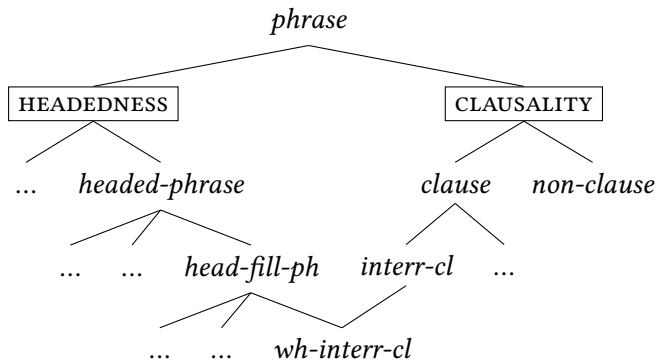 phrase
HEADEDNESS CLAUSALITY
... headed-phrase clause non-clause
... ... head-fill-ph interr-cl ...
... ... wh-interr-cl